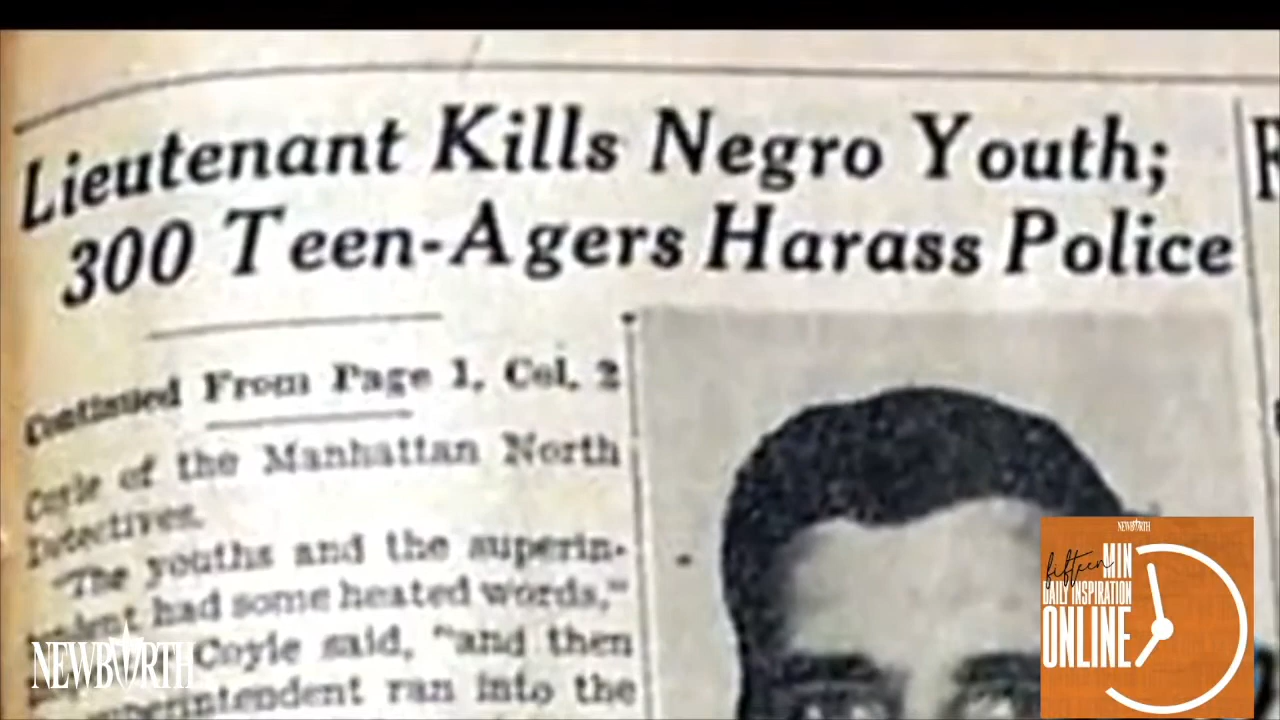 Lieutenant Kills Negro Youth;
300 Teen-Agers Harass Police
Continued From Page 1, Col. 2
Coyle of the Manhattan North
Detectives.
"The youths and the superin-
tendent had some heated words,"
Coyle said, "and then
superintendent ran into the
NEWBIRTH
NEWBIRTH
fifteen MIN
DAILY INSPIRATION
ONLINE